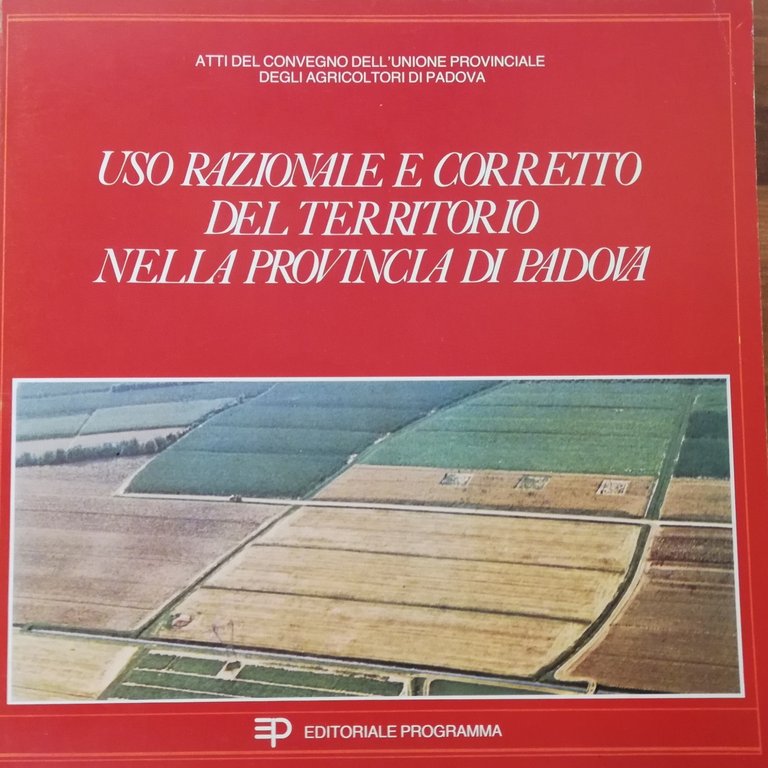 ATTI DEL CONVEGNO DELL'UNIONE PROVINCIALE
DEGLI AGRICOLTORI DI PADOVA
USO RAZIONALE E CORRETTO
DEL TERRITORIO
NELLA PROVINCIA DI PADOVA
EP EDITORIALE PROGRAMMA